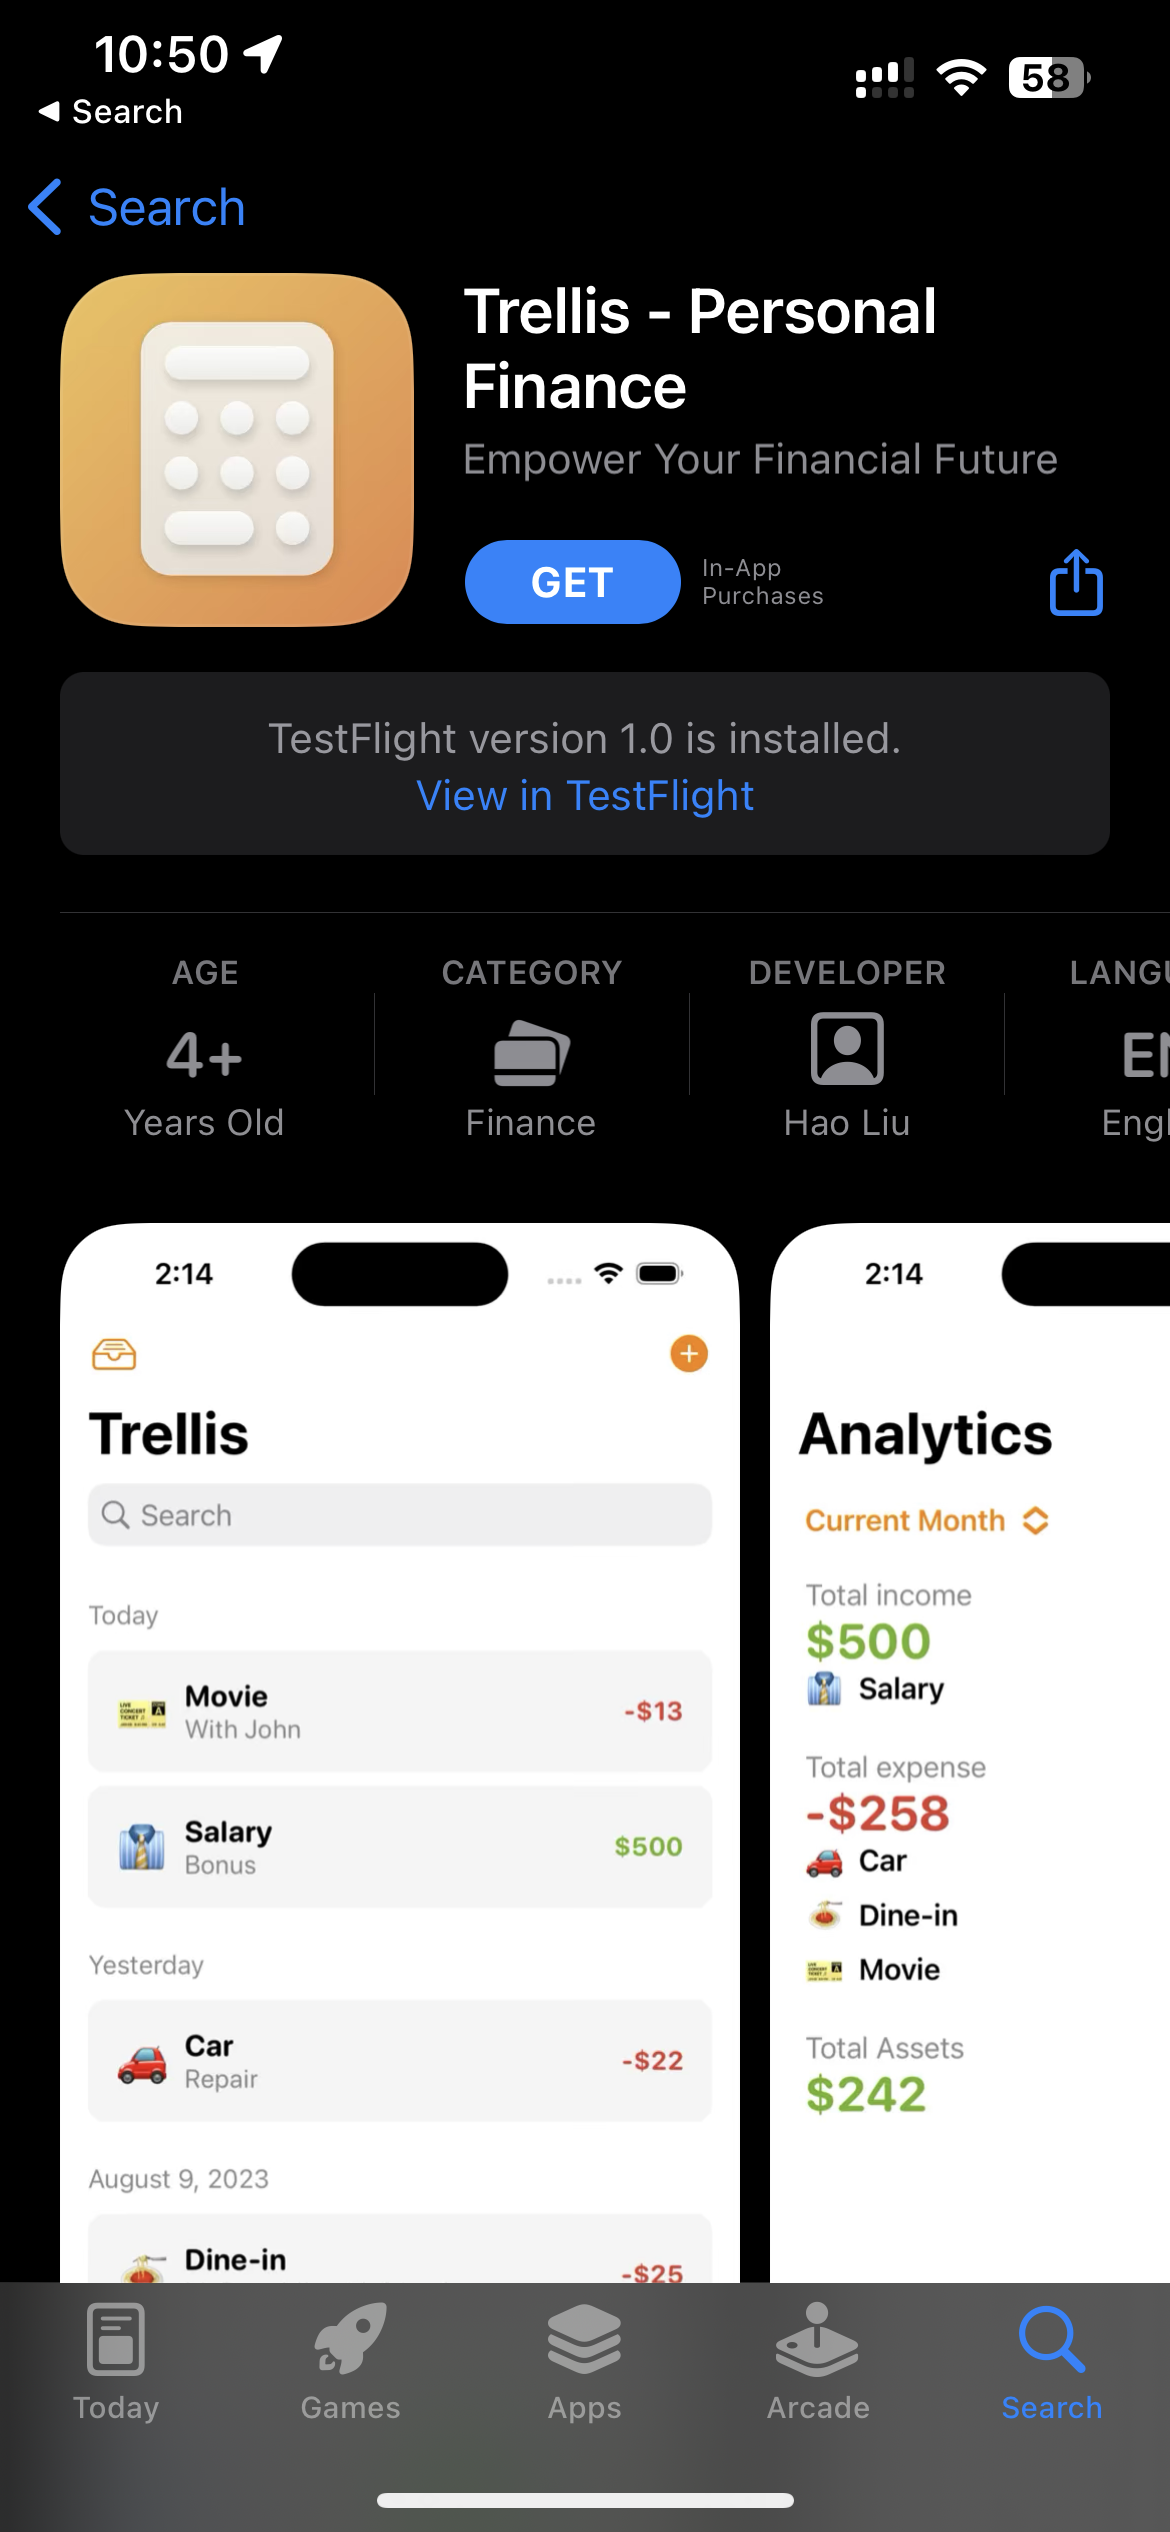 10:50
58
Search
Search
Trellis - Personal
Finance
Empower Your Financial Future
GET
In-App
Purchases
TestFlight version 1.0 is installed.
View in TestFlight
AGE
CATEGORY
DEVELOPER
LANGU
4+
EN
Years Old
Finance
Hao Liu
Engl
2:14
Trellis
Search
Today
Movie
With John
-$13
Salary
Bonus
$500
Yesterday
Car
Repair
-$22
August 9, 2023
Dine-in
-$25
2:14
Analytics
Current Month
Total income
$500
Salary
Total expense
-$258
Car
Dine-in
Movie
Total Assets
$242
Today
Games
Apps
Arcade
Search